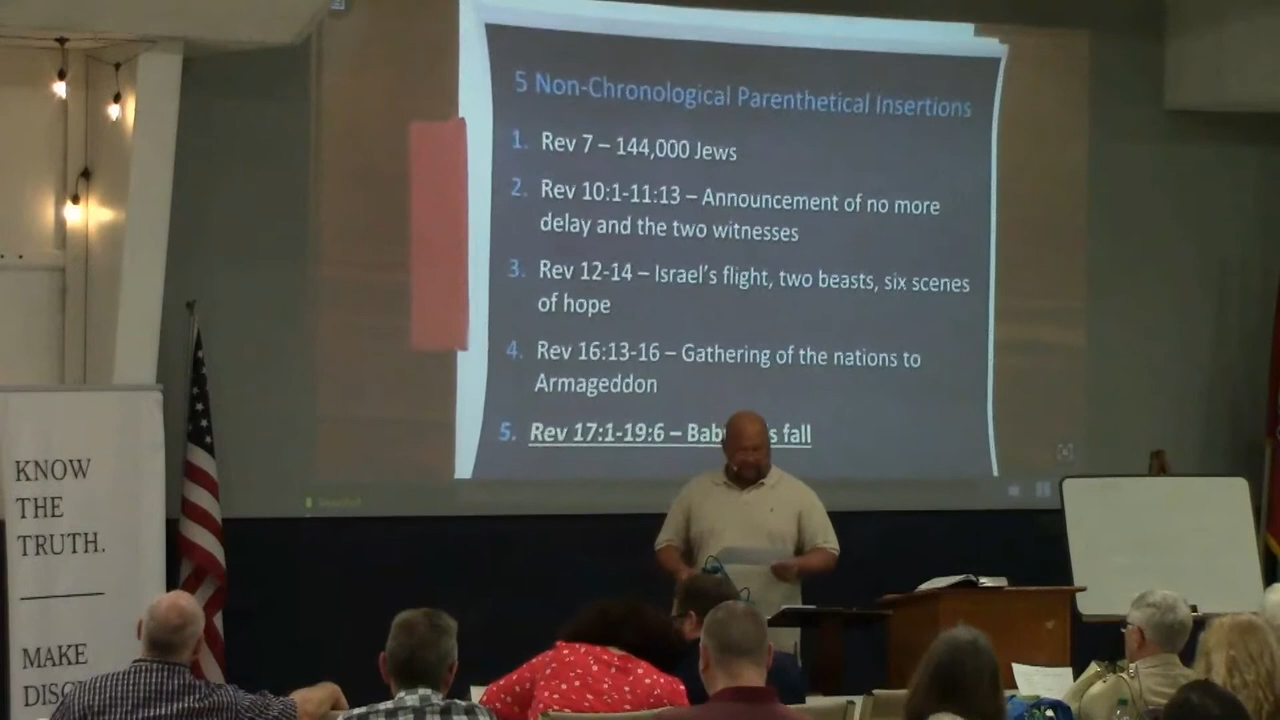 5 Non-Chronological Parenthetical Insertions
1. Rev 7 – 144,000 Jews
2. Rev 10:1-11:13 – Announcement of no more
delay and the two witnesses
3. Rev 12-14 – Israel's flight, two beasts, six scenes
of hope
4. Rev 16:13-16 – Gathering of the nations to
Armageddon
5. Rev 17:1-19:6 – Bab s fall
KNOW
THE
TRUTH.
MAKE
DISC